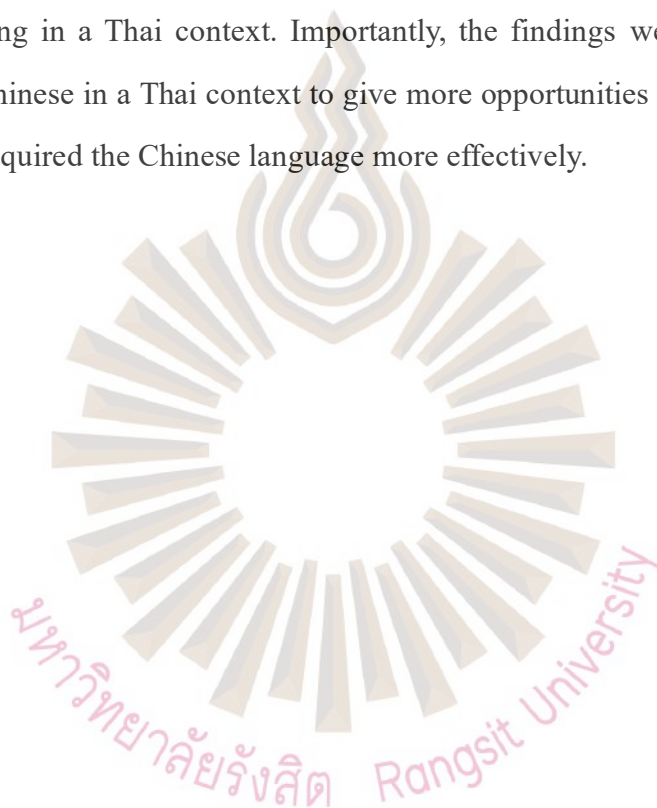 ng in a Thai context. Importantly, the findings we
hinese in a Thai context to give more opportunities
quired the Chinese language more effectively.
มหาวิทยาลัยรังสิต Rangsit University